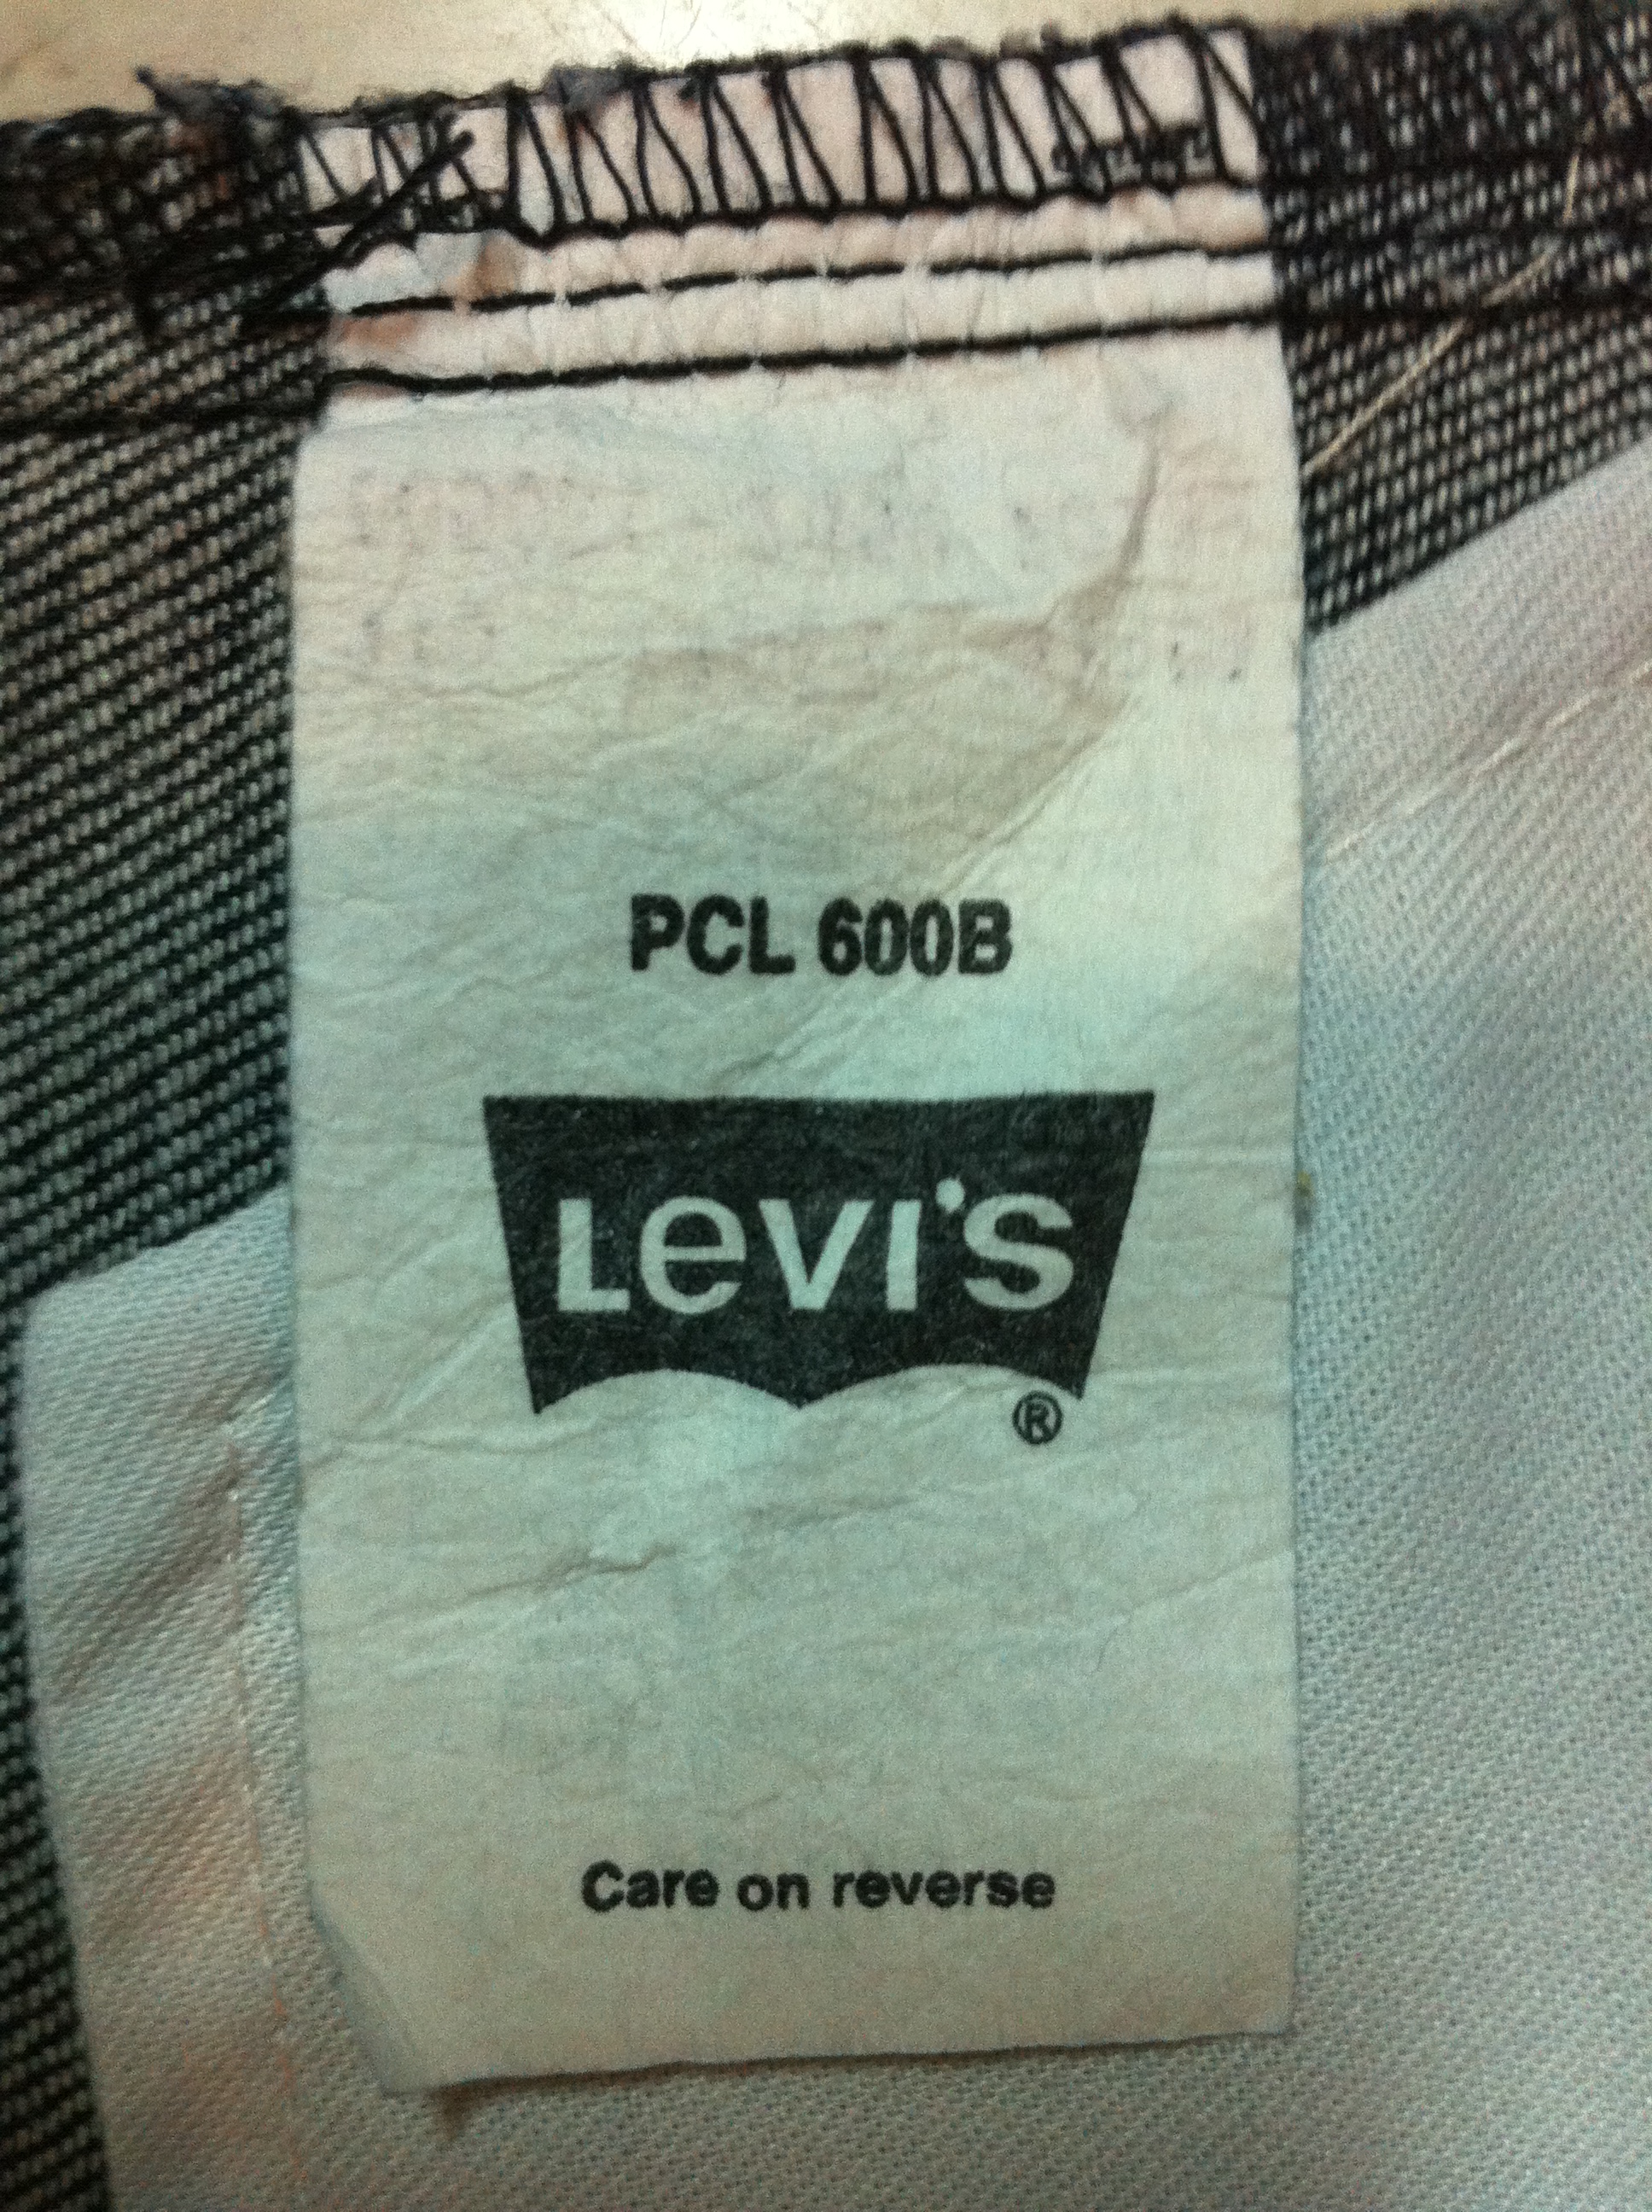 PCL 600B
Levi's
®
Care on reverse